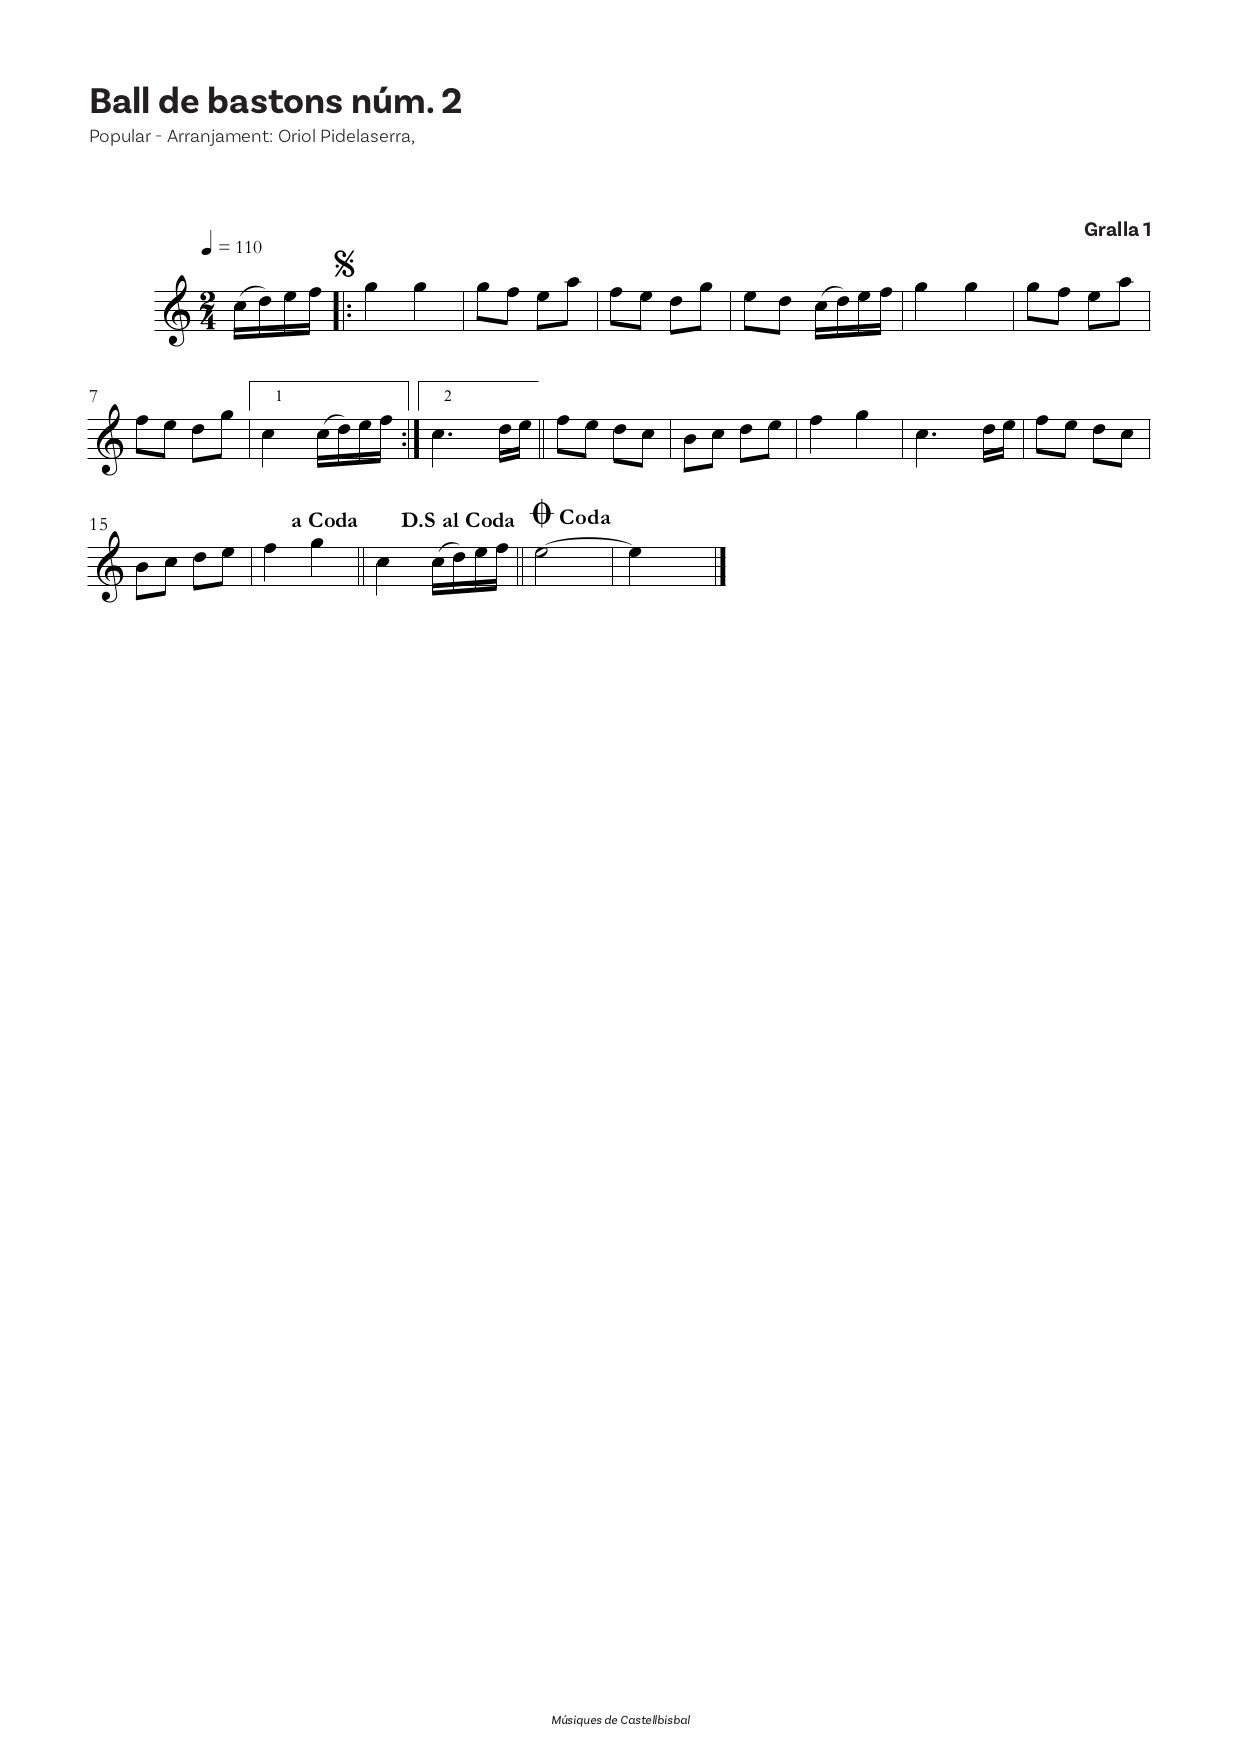 Ball de bastons núm. 2
Popular - Arranjament: Oriol Pidelaserra,
Gralla 1
= 110
2
4
7
1
2
15
a Coda D.S al Coda Coda
Músiques de Castellbisbal